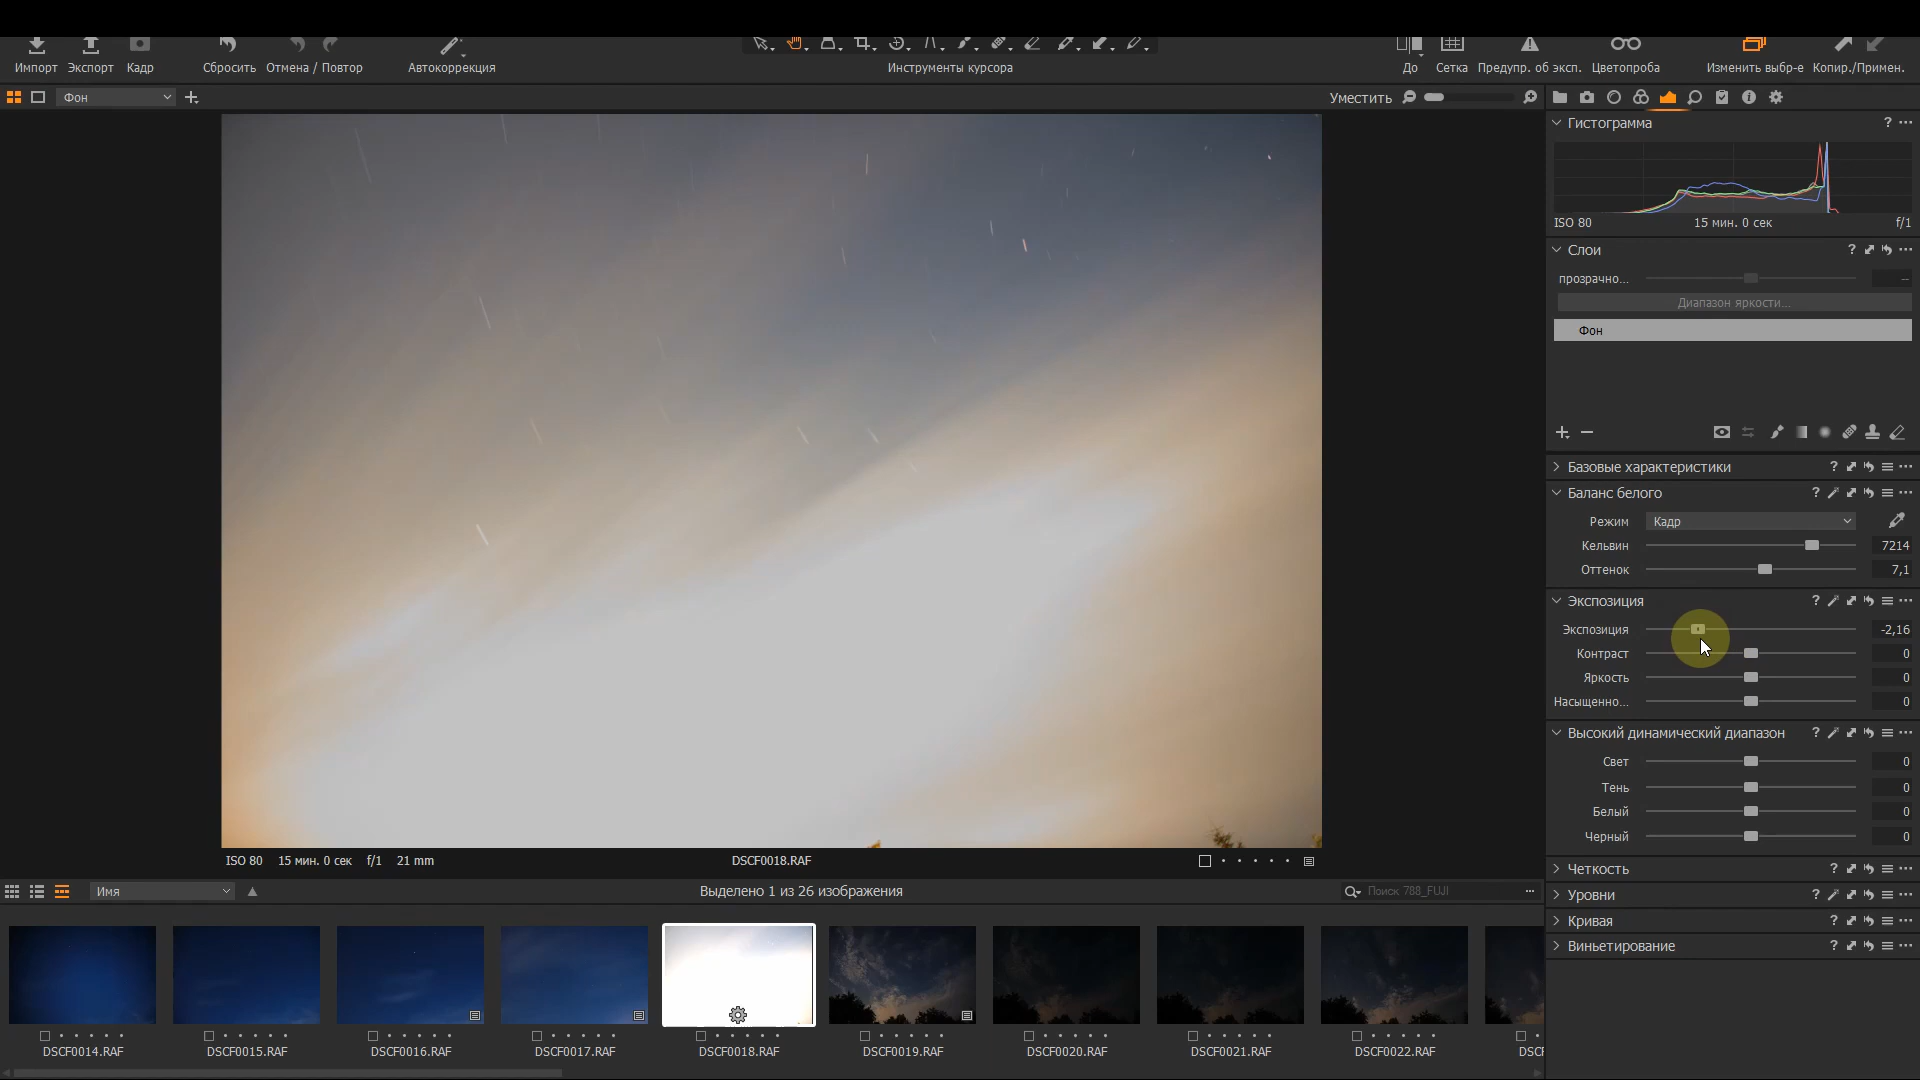 Импорт Экспорт Кадр Сбросить Отмена / Повтор Автокоррекция Инструменты курсора До Сетка Предупр. об эксп. Цветопроба Изменить выбр-е Копир./Примен.
Фон Уместить
Гистограмма ? ···
ISO 80 15 мин. 0 сек f/1
Слои ? ···
прозрачно... --
Диапазон яркости...
Фон
Базовые характеристики ? ···
Баланс белого ? ···
Режим Кадр
Кельвин 7214
Оттенок 7,1
Экспозиция ? ···
Экспозиция -2,16
Контраст 0
Яркость 0
Насыщенно... 0
Высокий динамический диапазон ? ···
Свет 0
Тень 0
Белый 0
Черный 0
Четкость ? ···
Уровни ? ···
Кривая ? ···
Виньетирование ? ···
ISO 80 15 мин. 0 сек f/1 21 mm DSCF0018.RAF
Имя Выделено 1 из 26 изображения Поиск 788_FUJI ···
DSCF0014.RAF DSCF0015.RAF DSCF0016.RAF DSCF0017.RAF DSCF0018.RAF DSCF0019.RAF DSCF0020.RAF DSCF0021.RAF DSCF0022.RAF DSCF